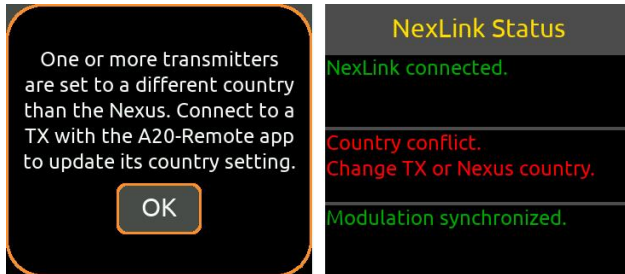 One or more transmitters
are set to a different country
than the Nexus. Connect to a
TX with the A20-Remote app
to update its country setting.
OK
NexLink Status
NexLink connected.
Country conflict.
Change TX or Nexus country.
Modulation synchronized.